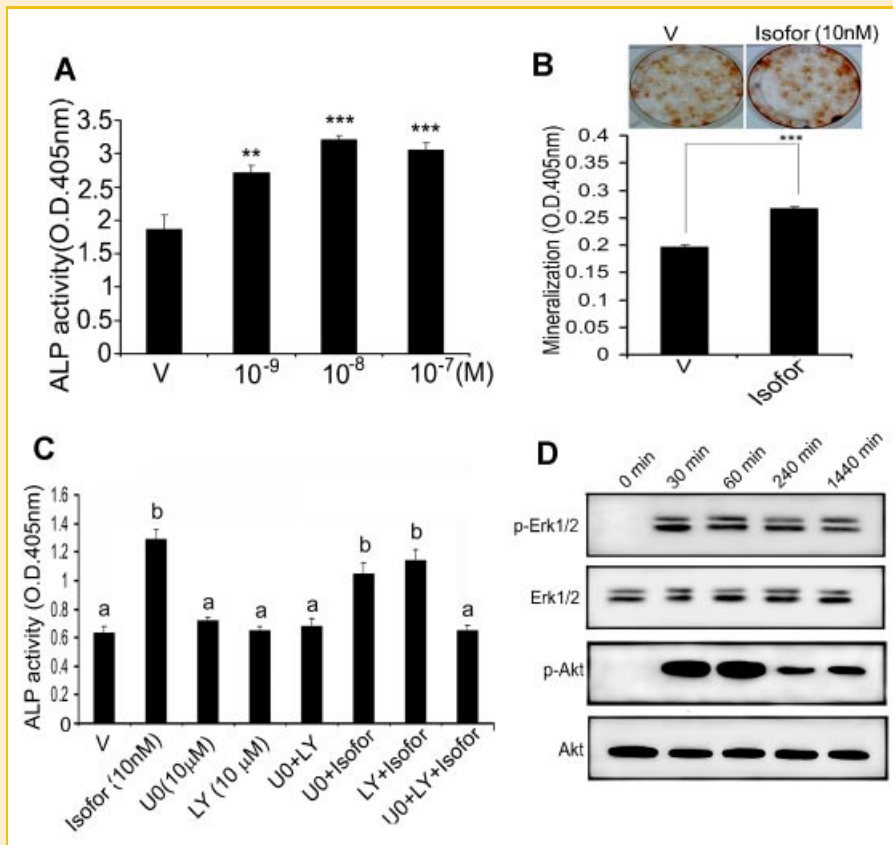 A
ALP activity(O.D.405nm)
3.5
3
2.5
2
1.5
1
0.5
0
** *** ***
V 10-9 10-8 10-7(M)
B
V Isofor (10nM)
Mineralization (O.D.405nm)
0.4
0.35
0.3
0.25
0.2
0.15
0.1
0.05
0
***
V Isofor
C
ALP activity (O.D.405nm)
1.6
1.4
1.2
1
0.8
0.6
0.4
0.2
0
a b a a a b b a
V Isofor (10nM) U0(10µM) LY (10 µM) U0+LY U0+Isofor LY+Isofor U0+LY+Isofor
D
0 min 30 min 60 min 240 min 1440 min
p-Erk1/2
Erk1/2
p-Akt
Akt